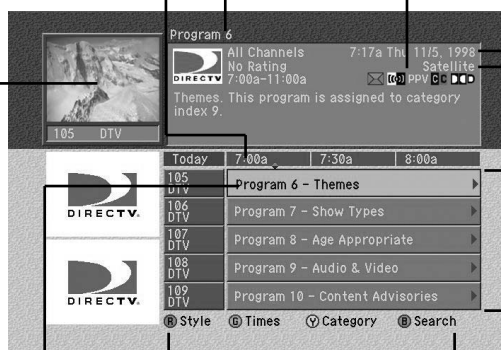 Program 6
All Channels 7:17a Thu 11/5, 1998
No Rating Satellite
DIRECTV 7:00a-11:00a PPV CC
Themes. This program is assigned to category
index 9.
105 DTV
Today 7:00a 7:30a 8:00a
105 DTV Program 6 - Themes
106 DTV Program 7 - Show Types
107 DTV Program 8 - Age Appropriate
108 DTV Program 9 - Audio & Video
109 DTV Program 10 - Content Advisories
DIRECTV.
DIRECTV.
R Style G Times Y Category B Search